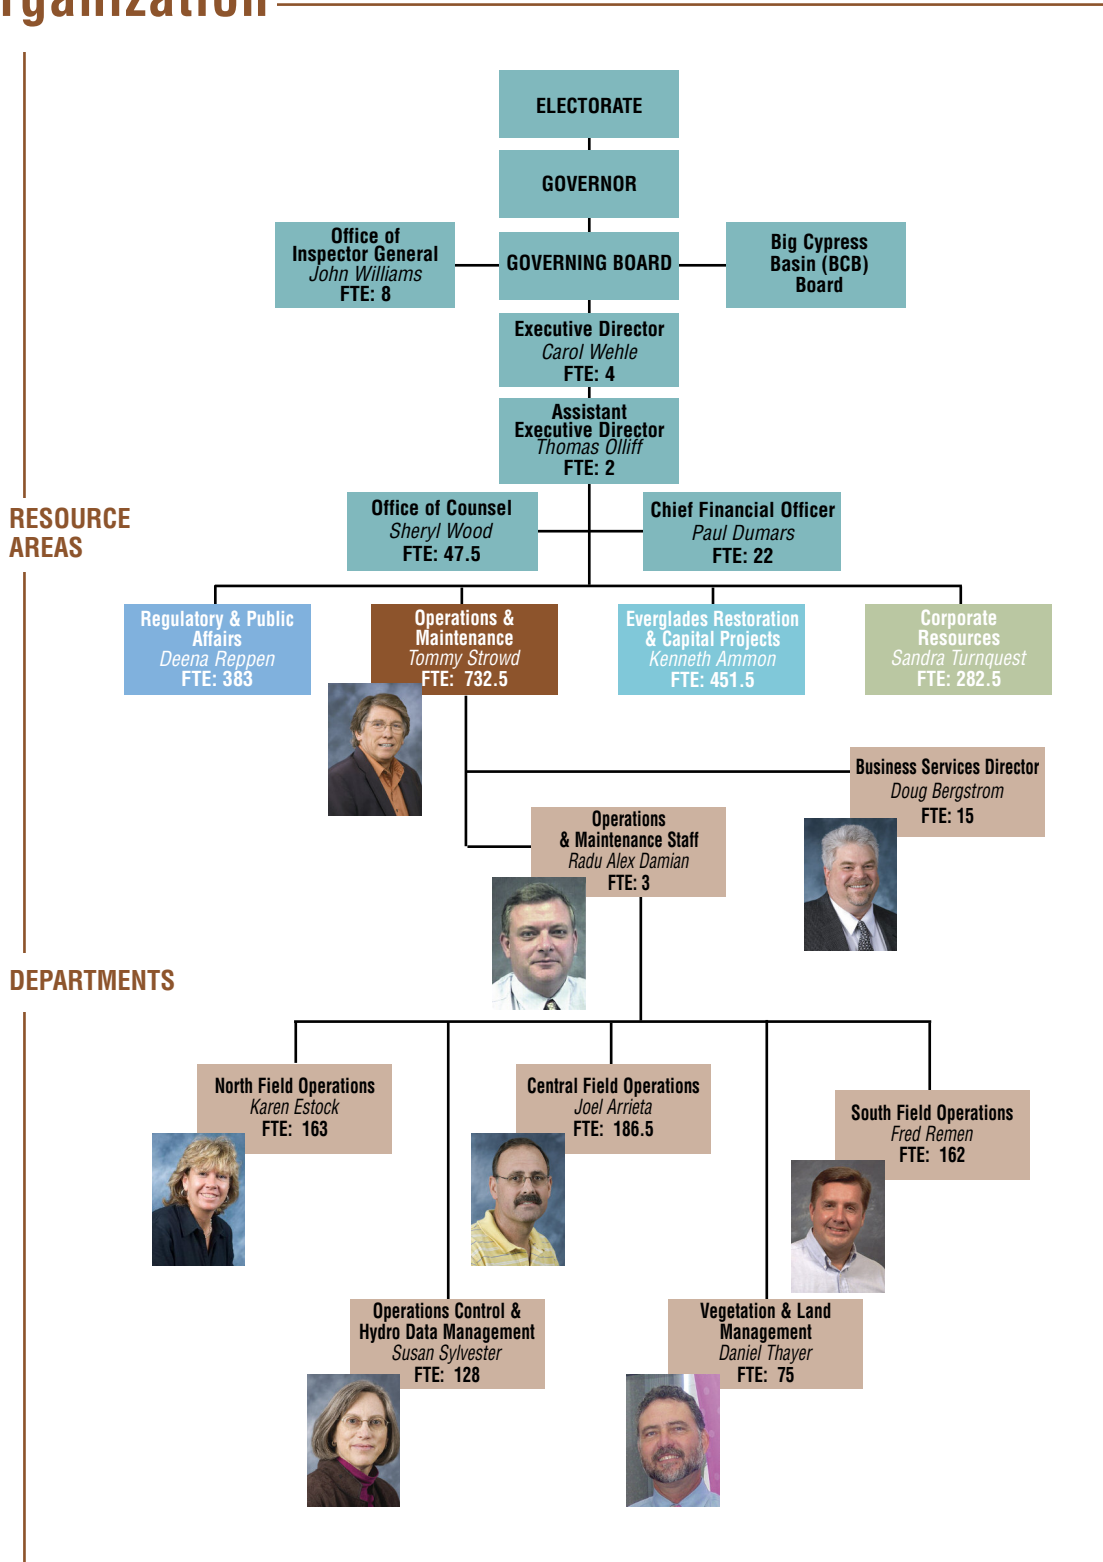 ELECTORATE
GOVERNOR
Office of
Inspector General
John Williams
FTE: 8
GOVERNING BOARD
Big Cypress
Basin (BCB)
Board
Executive Director
Carol Wehle
FTE: 4
Assistant
Executive Director
Thomas Olliff
FTE: 2
RESOURCE
AREAS
Office of Counsel
Sheryl Wood
FTE: 47.5
Chief Financial Officer
Paul Dumars
FTE: 22
Regulatory & Public
Affairs
Deena Reppen
FTE: 383
Operations &
Maintenance
Tommy Strowd
FTE: 732.5
Everglades Restoration
& Capital Projects
Kenneth Ammon
FTE: 451.5
Corporate
Resources
Sandra Turnquest
FTE: 282.5
Business Services Director
Doug Bergstrom
FTE: 15
Operations
& Maintenance Staff
Radu Alex Damian
FTE: 3
DEPARTMENTS
North Field Operations
Karen Estock
FTE: 163
Central Field Operations
Joel Arrieta
FTE: 186.5
South Field Operations
Fred Remen
FTE: 162
Operations Control &
Hydro Data Management
Susan Sylvester
FTE: 128
Vegetation & Land
Management
Daniel Thayer
FTE: 75